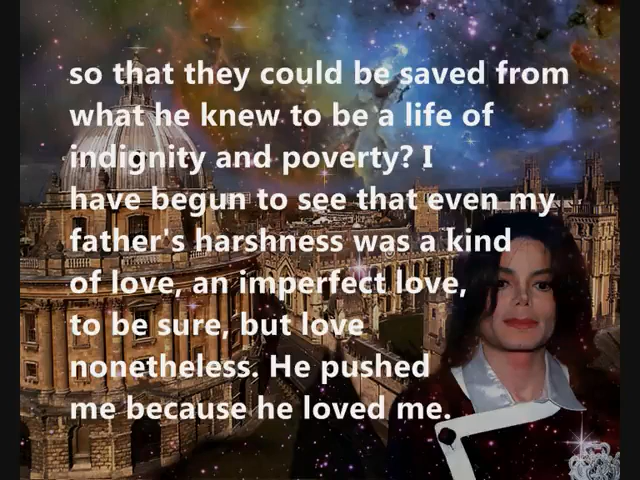 so that they could be saved from
what he knew to be a life of
indignity and poverty? I
have begun to see that even my
father's harshness was a kind
of love, an imperfect love,
to be sure, but love
nonetheless. He pushed
me because he loved me.